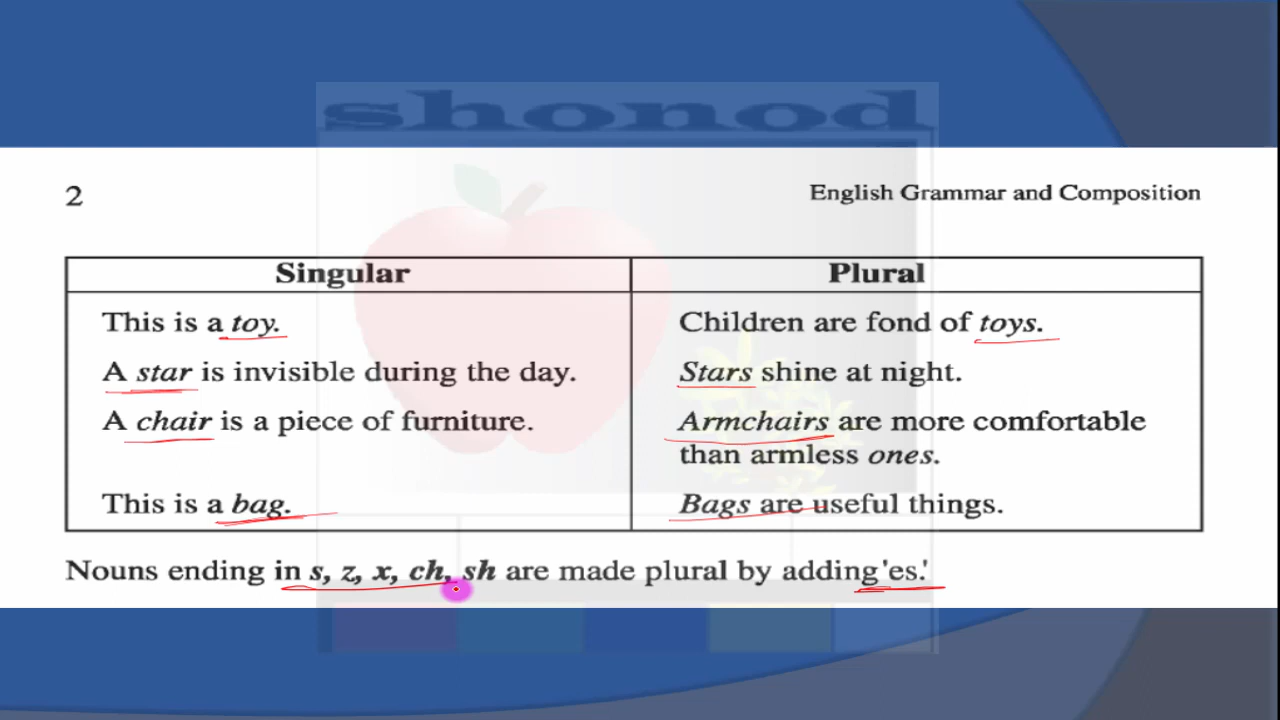 shonod
2 English Grammar and Composition
Singular Plural
This is a toy. Children are fond of toys.
A star is invisible during the day. Stars shine at night.
A chair is a piece of furniture. Armchairs are more comfortable
than armless ones.
This is a bag. Bags are useful things.
Nouns ending in s, z, x, ch, sh are made plural by adding 'es.'